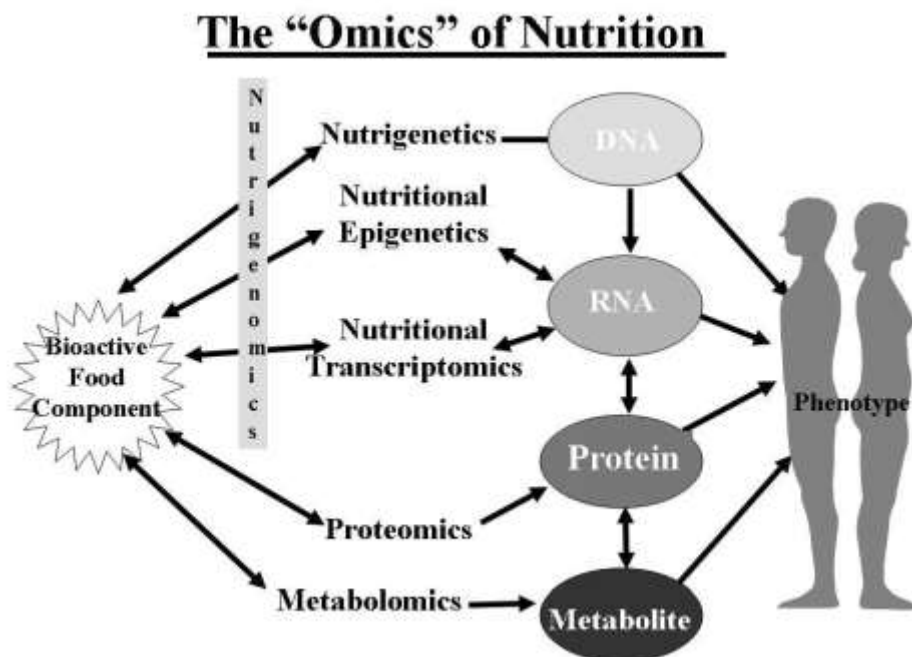 The “Omics” of Nutrition
Nutrigenomics
Nutrigenetics
DNA
Nutritional
Epigenetics
RNA
Nutritional
Transcriptomics
Bioactive
Food
Component
Phenotype
Protein
Proteomics
Metabolomics
Metabolite